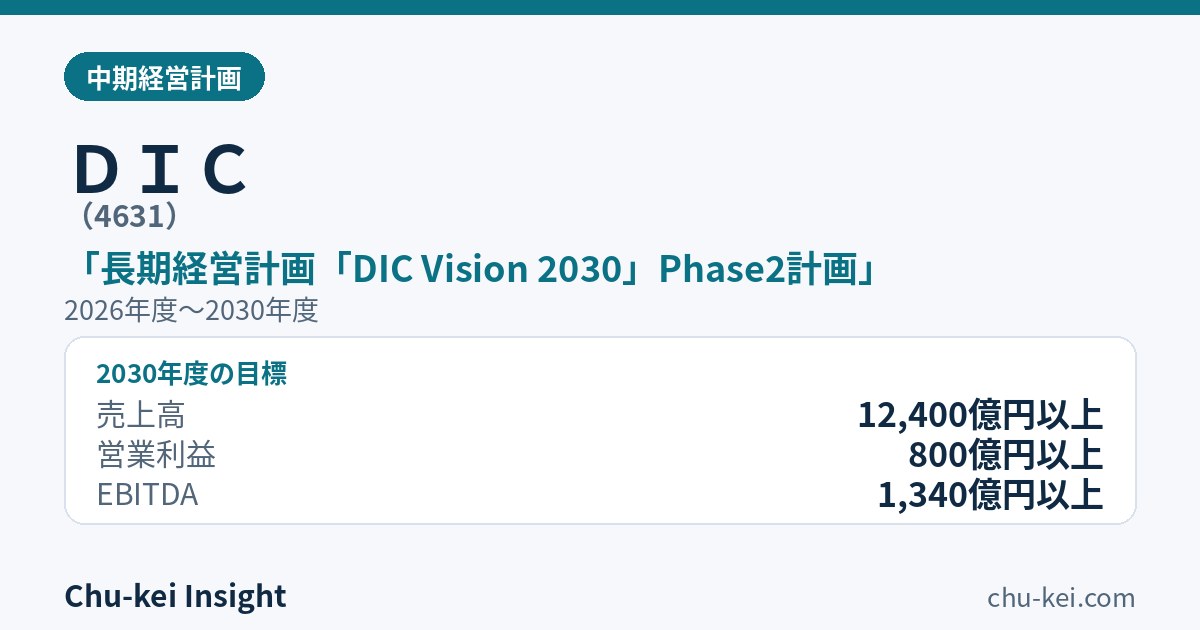 中期経営計画
ＤＩＣ
（4631）
「長期経営計画「DIC Vision 2030」Phase2計画」
2026年度〜2030年度
2030年度の目標
売上高 12,400億円以上
営業利益 800億円以上
EBITDA 1,340億円以上
Chu-kei Insight chu-kei.com